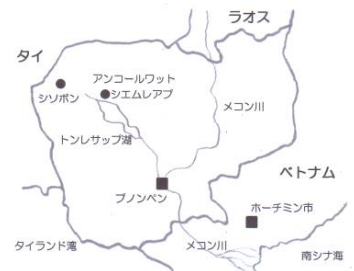 ラオス
タイ
アンコールワット
シエムレアプ
シソポン
メコン川
トンレサップ湖
ベトナム
プノンペン
ホーチミン市
タイランド湾
メコン川
南シナ海